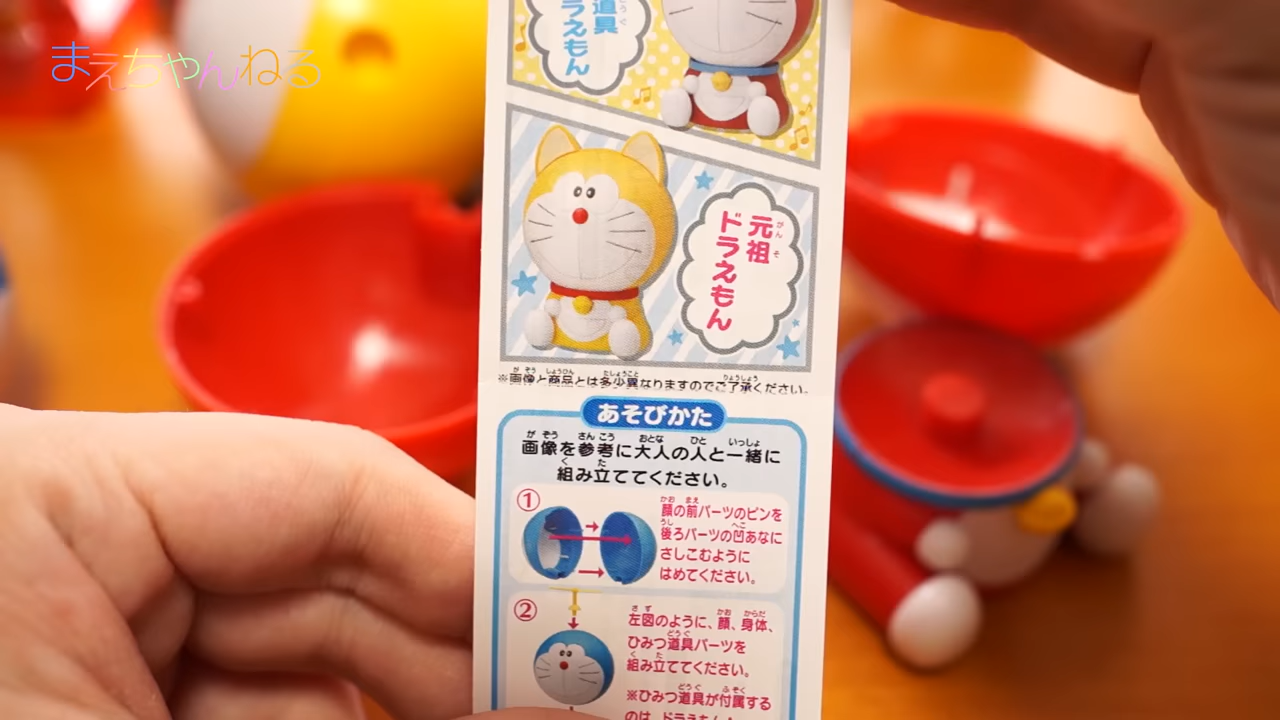 まえちゃんねる
道具
ドラえもん
元祖
ドラえもん
※画像と商品とは多少異なりますのでご了承ください。
あそびかた
画像を参考に大人の人と一緒に
組み立ててください。
①
顔の前パーツのピンを
後ろパーツの凹あなに
さしこむように
はめてください。
②
左図のように、顔、身体、
ひみつ道具パーツを
組み立ててください。
※ひみつ道具が付属する
のは、ドラえもん